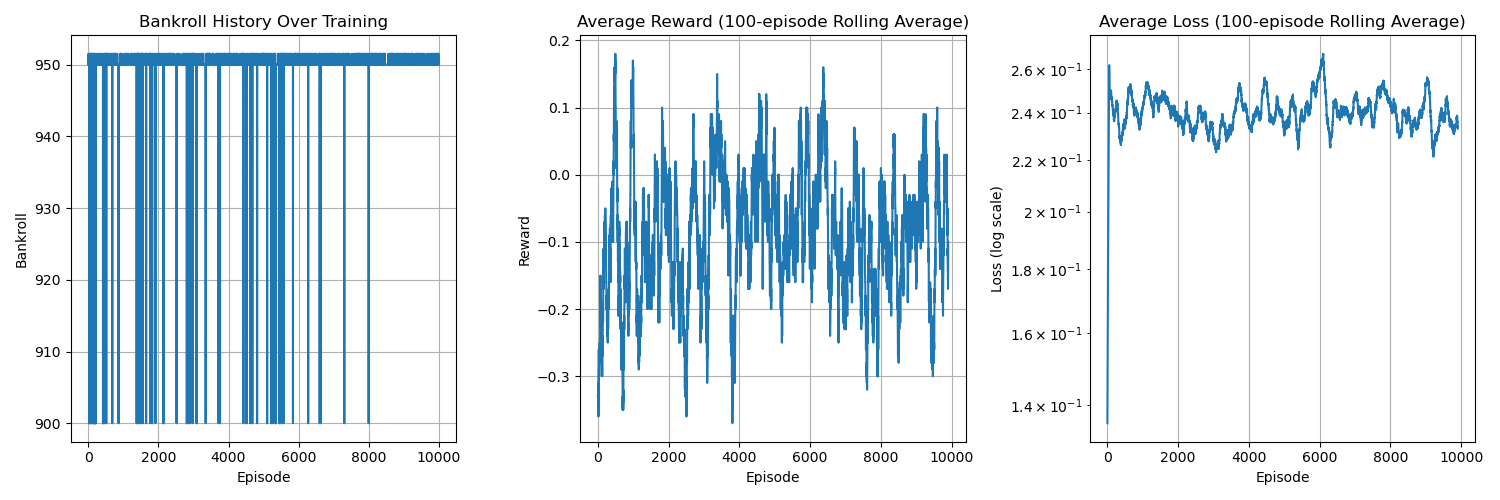 Bankroll History Over Training
950
940
930
920
910
900
Bankroll
0 2000 4000 6000 8000 10000
Episode
Average Reward (100-episode Rolling Average)
0.2
0.1
0.0
−0.1
−0.2
−0.3
Reward
0 2000 4000 6000 8000 10000
Episode
Average Loss (100-episode Rolling Average)
2.6 × 10⁻¹
2.4 × 10⁻¹
2.2 × 10⁻¹
2 × 10⁻¹
1.8 × 10⁻¹
1.6 × 10⁻¹
1.4 × 10⁻¹
Loss (log scale)
0 2000 4000 6000 8000 10000
Episode